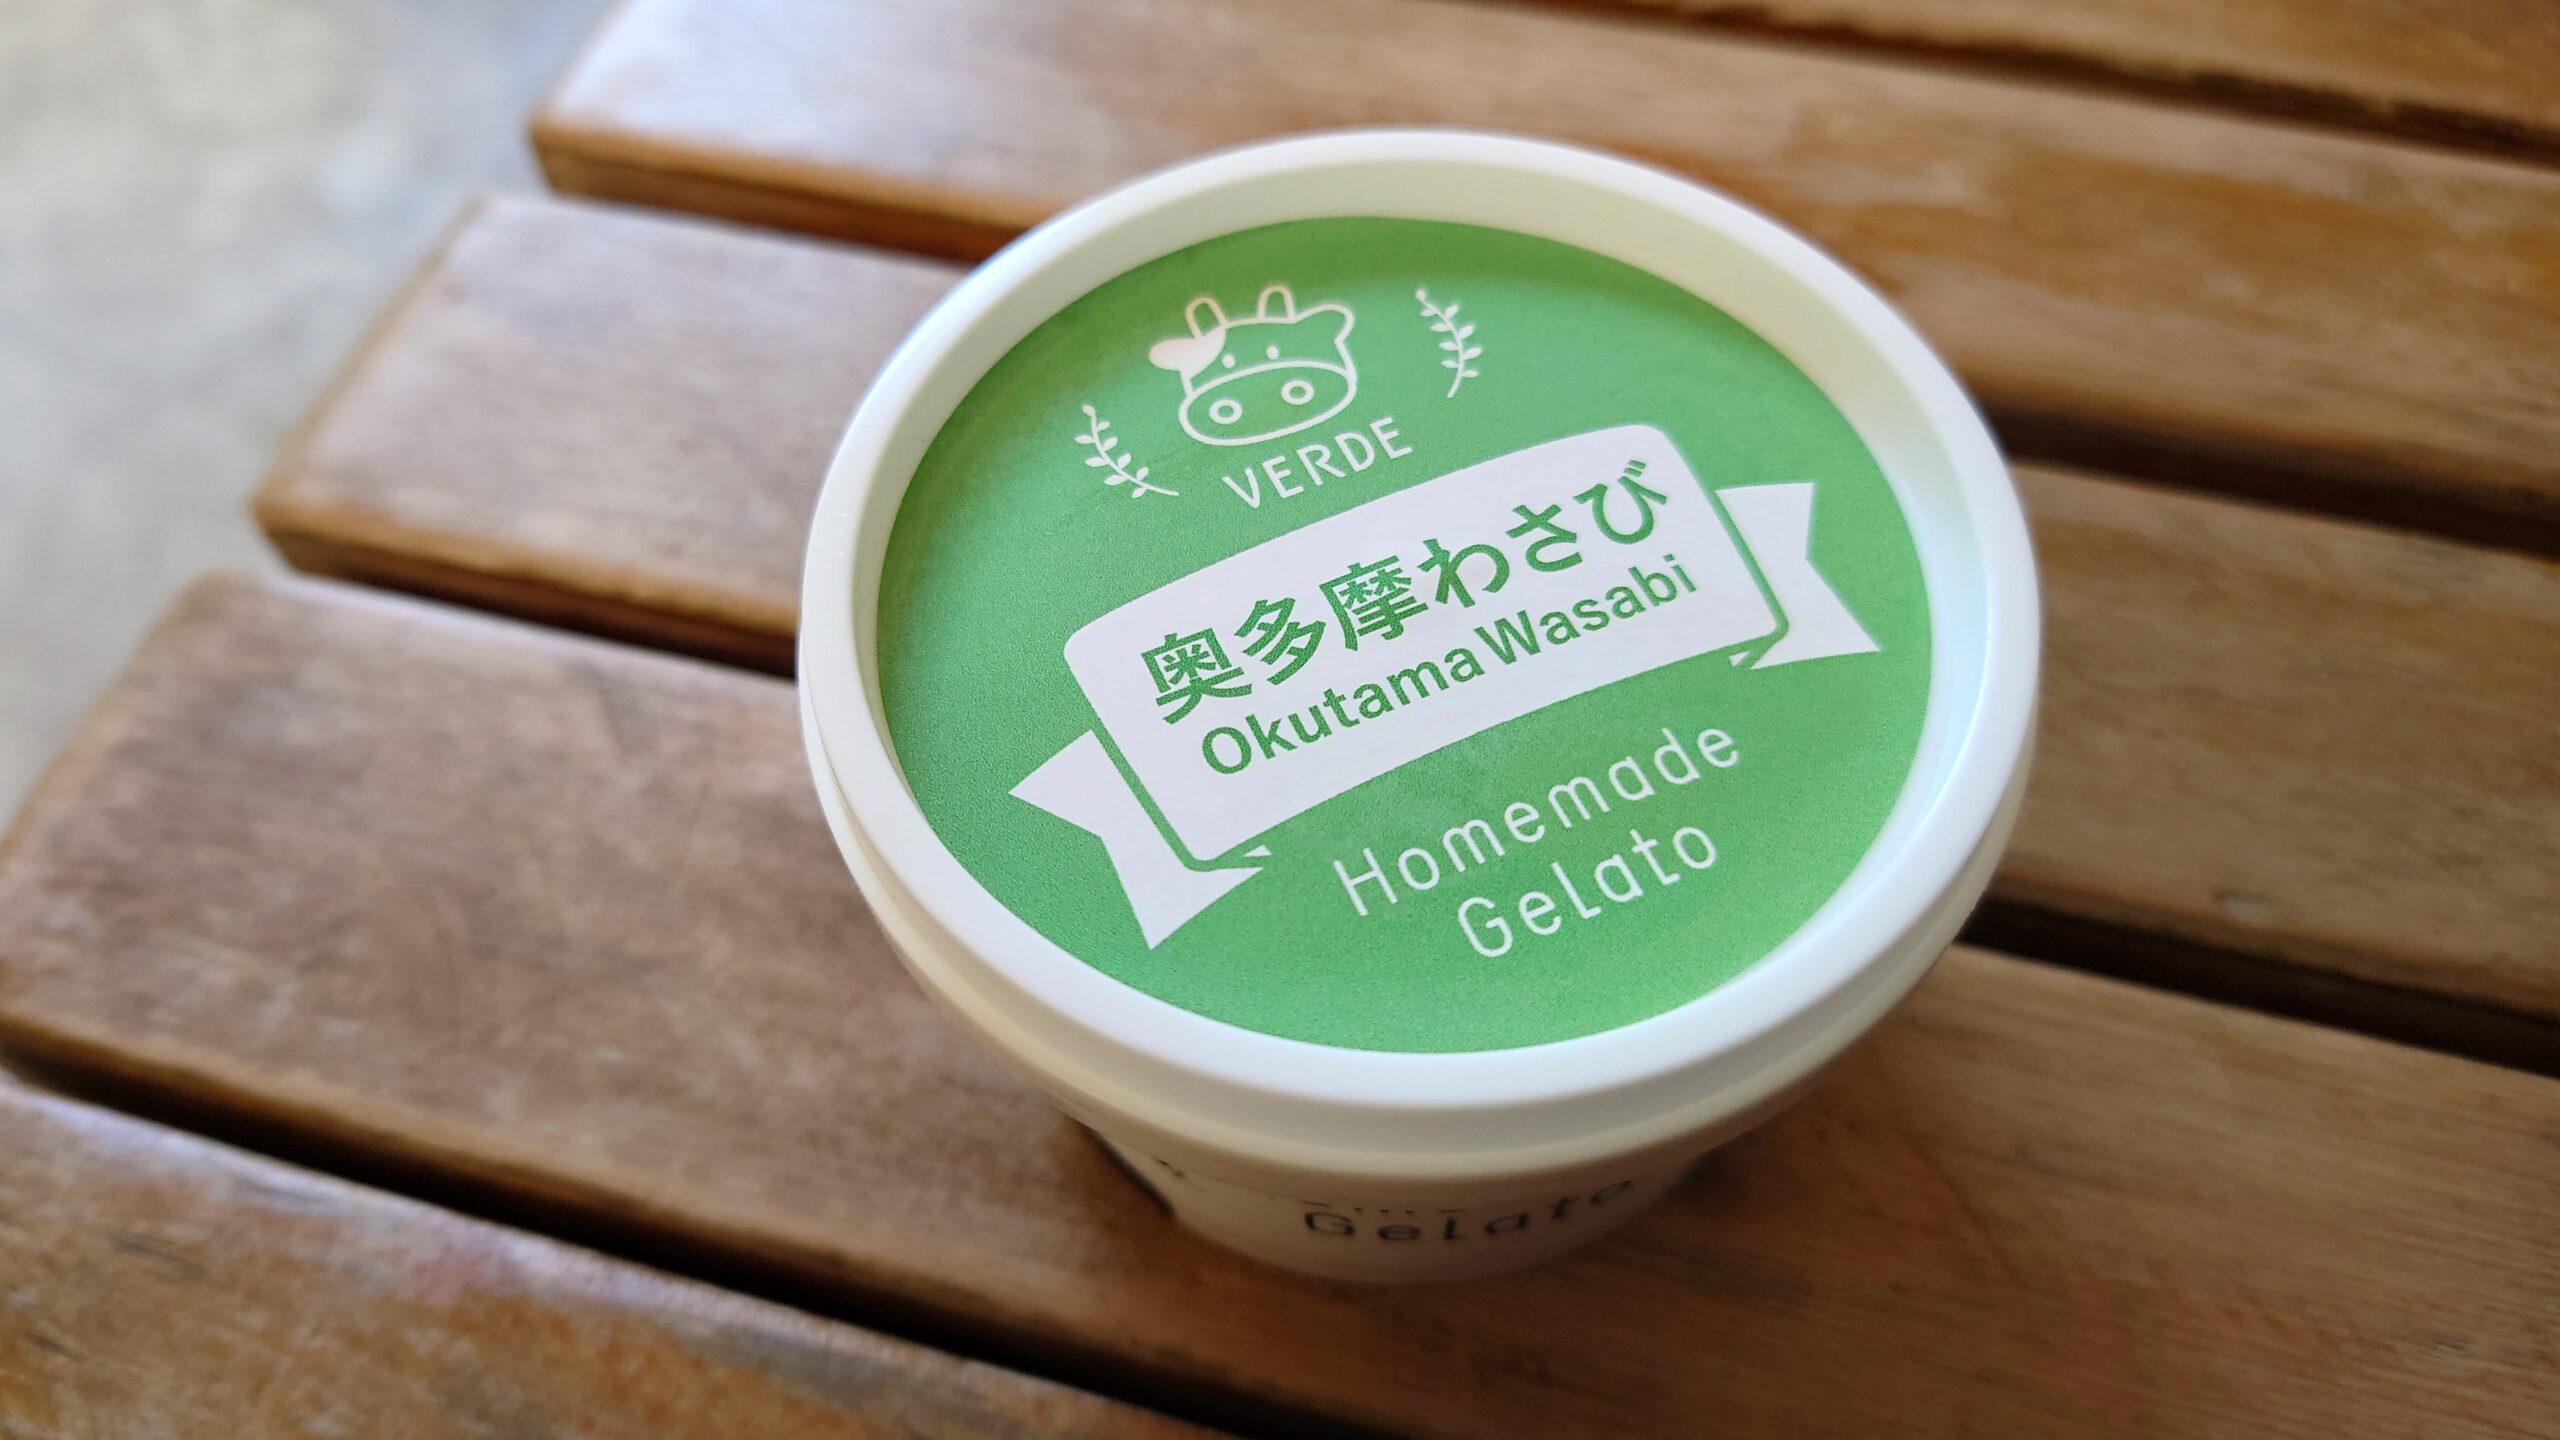 VERDE
奥多摩わさび
Okutama Wasabi
Homemade
Gelato
Gelato